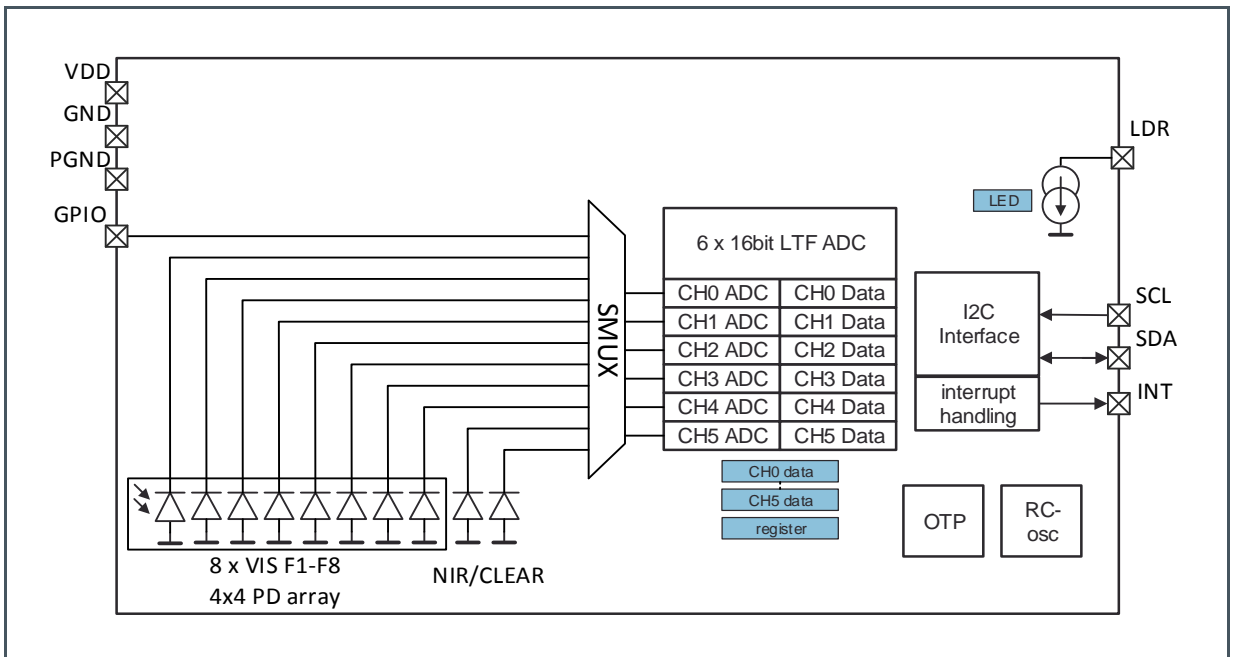 VDD
GND
PGND
GPIO
LDR
LED
6 x 16bit LTF ADC
SMUX
CH0 ADC CH0 Data
CH1 ADC CH1 Data
CH2 ADC CH2 Data
CH3 ADC CH3 Data
CH4 ADC CH4 Data
CH5 ADC CH5 Data
I2C
Interface
interrupt
handling
SCL
SDA
INT
CH0 data
CH5 data
register
OTP
RC-
osc
8 x VIS F1-F8
4x4 PD array
NIR/CLEAR